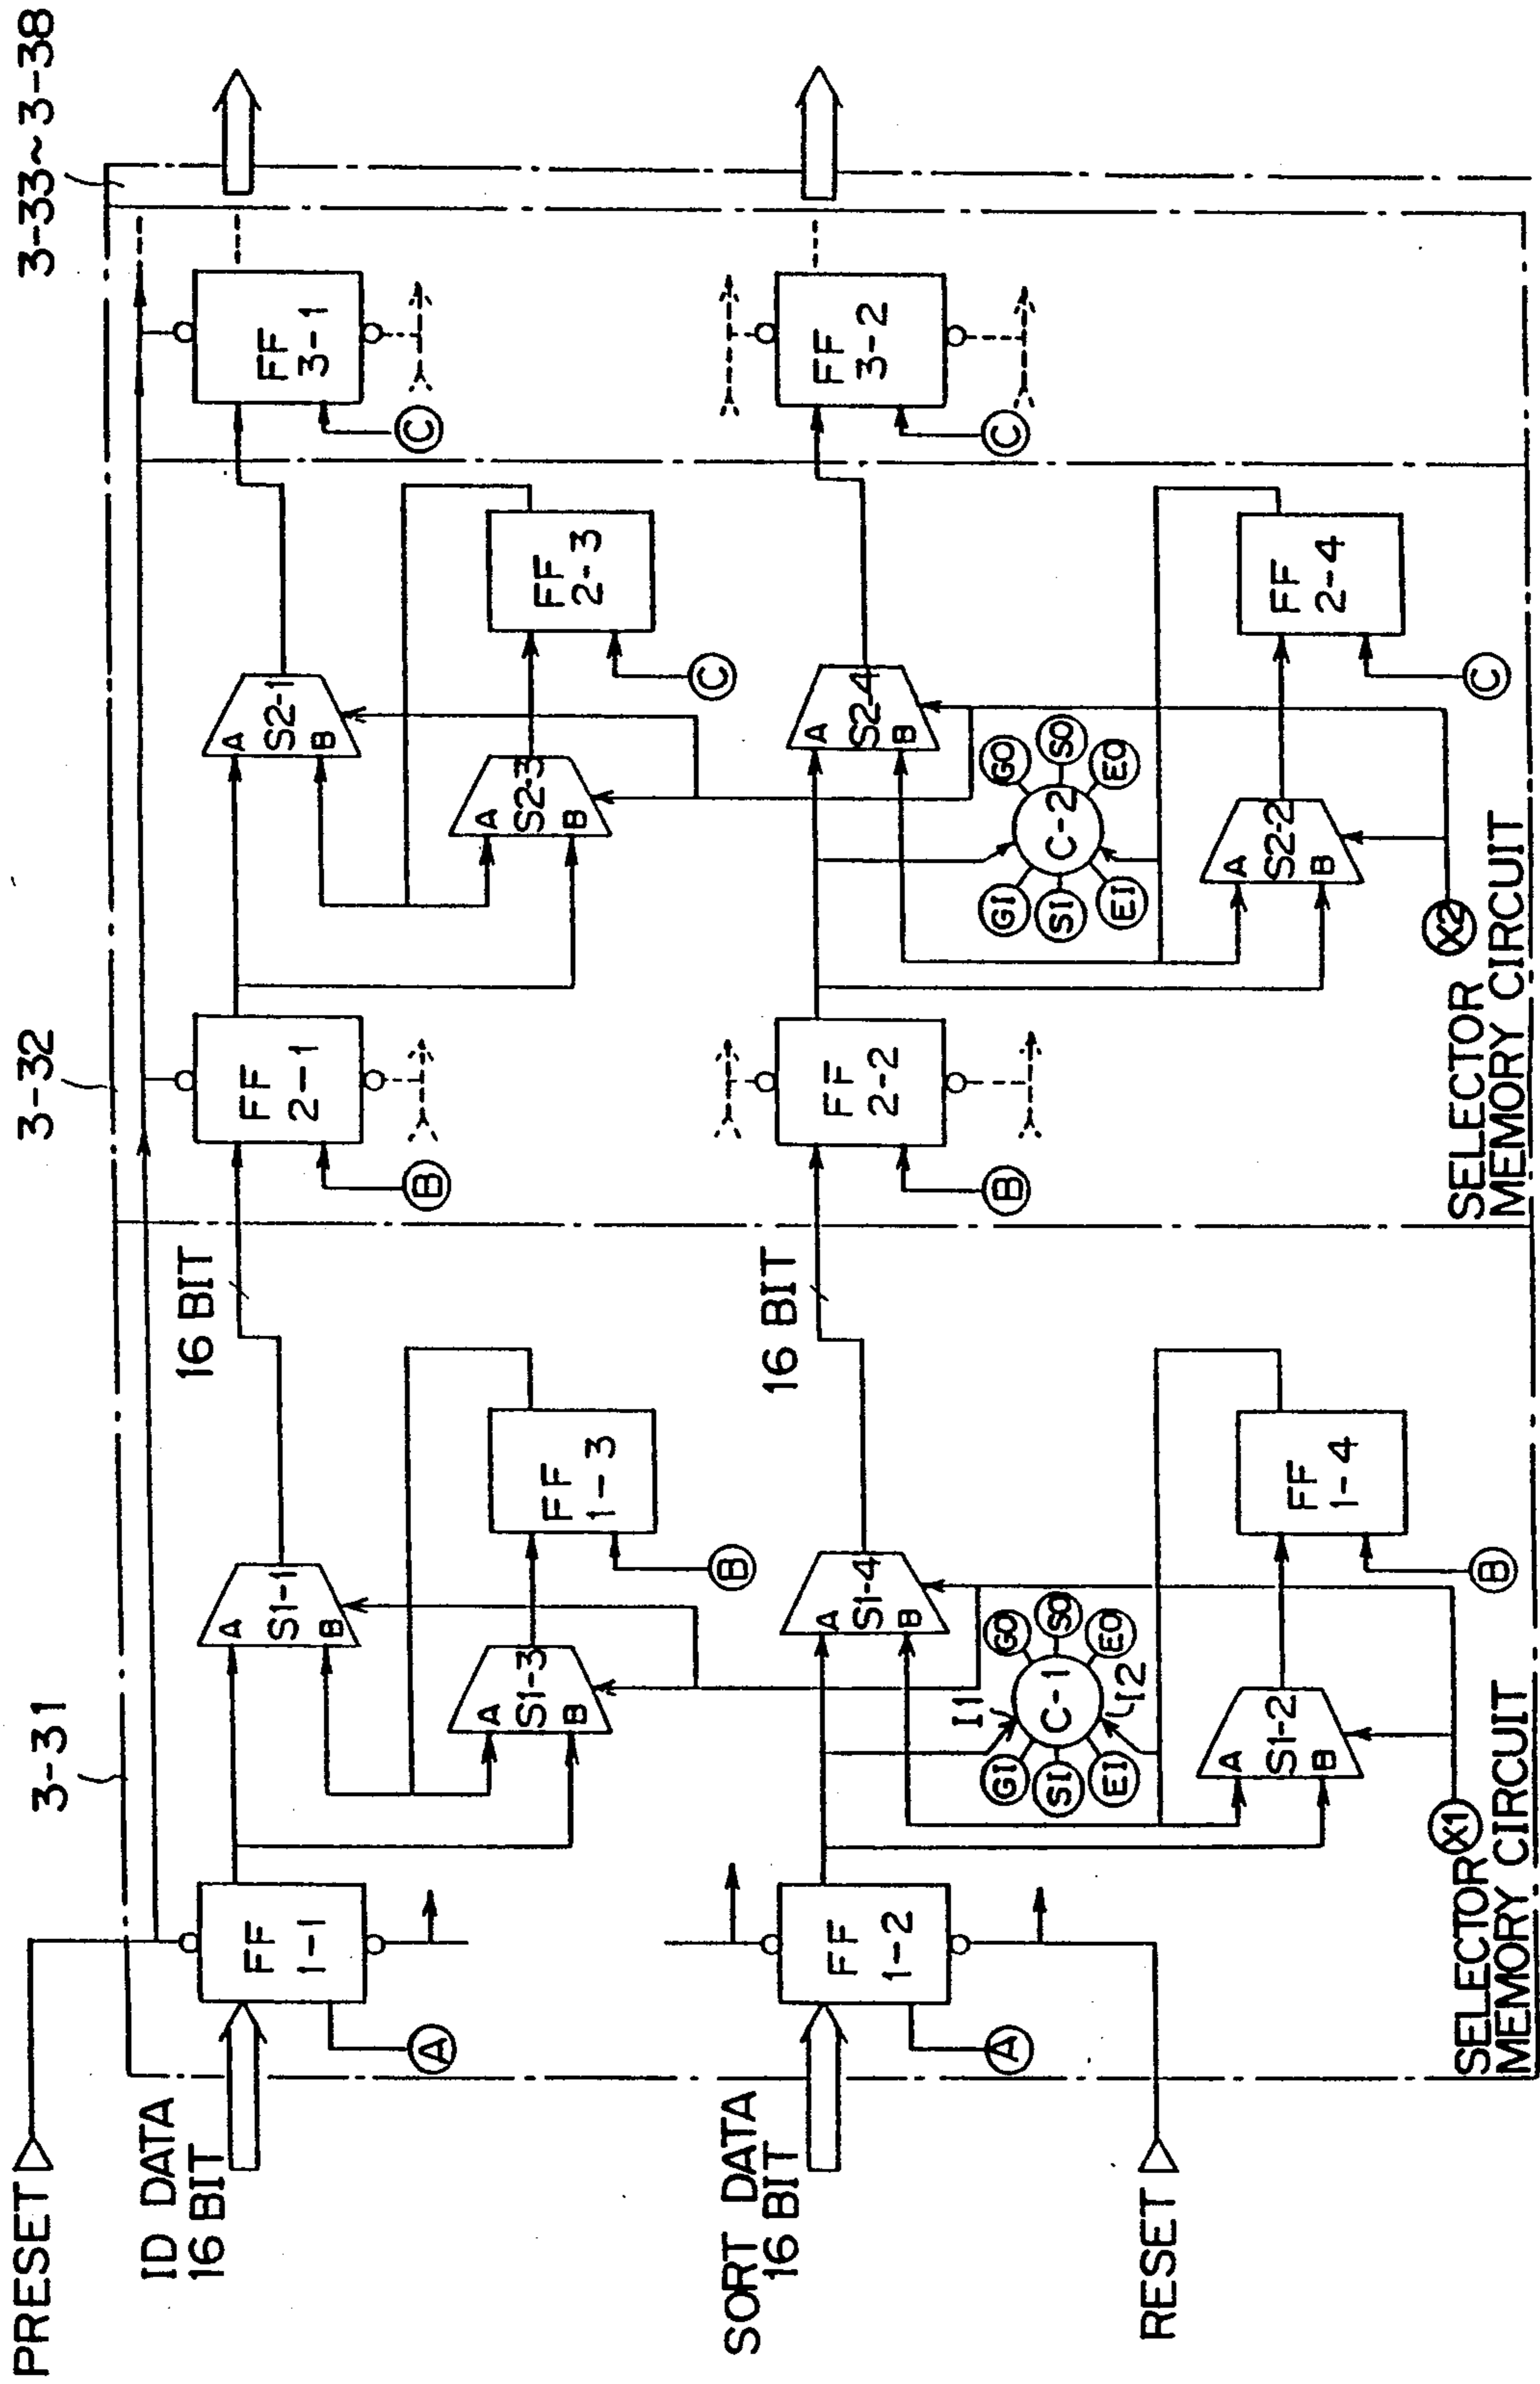 PRESET
ID DATA
16 BIT
SORT DATA
16 BIT
RESET
3-31
3-32
3-33~3-38
FF
1-1
A
A
S1-1
B
A
S1-3
B
FF
1-3
B
16 BIT
FF
2-1
B
A
S2-1
B
A
S2-3
B
FF
2-3
C
FF
3-1
C
FF
1-2
A
A
S1-4
B
I1
C-1
I2
GI
SI
EI
GO
SO
EO
A
S1-2
B
FF
1-4
B
X1
SELECTOR
MEMORY CIRCUIT
16 BIT
FF
2-2
B
A
S2-4
B
C-2
GI
SI
EI
GO
SO
EO
A
S2-2
B
FF
2-4
C
X2
SELECTOR
MEMORY CIRCUIT
FF
3-2
C